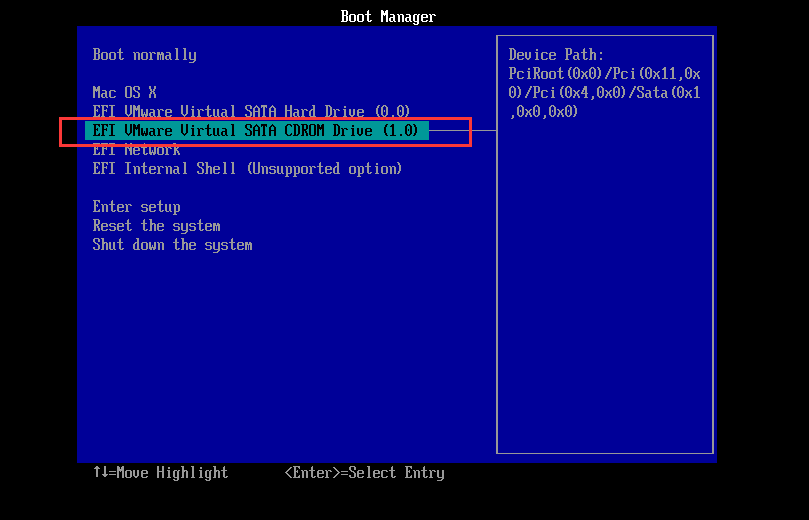 Boot Manager
Boot normally
Mac OS X
EFI VMware Virtual SATA Hard Drive (0.0)
EFI VMware Virtual SATA CDROM Drive (1.0)
EFI Network
EFI Internal Shell (Unsupported option)
Enter setup
Reset the system
Shut down the system
Device Path:
PciRoot(0x0)/Pci(0x11,0x
0)/Pci(0x4,0x0)/Sata(0x1
,0x0,0x0)
↑↓=Move Highlight
<Enter>=Select Entry